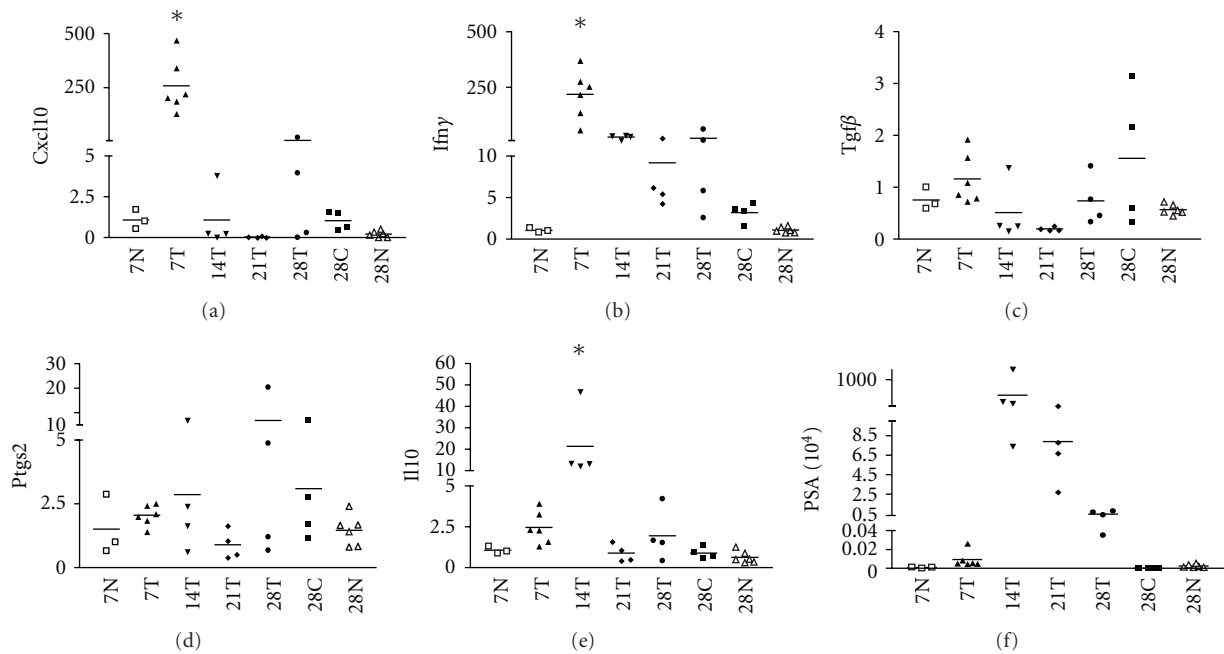 *
500
250
5
2.5
0
Cxcl10
7N 7T 14T 21T 28T 28C 28N
(a)
*
500
250
10
5
0
Ifnγ
7N 7T 14T 21T 28T 28C 28N
(b)
4
3
2
1
0
Tgfβ
7N 7T 14T 21T 28T 28C 28N
(c)
30
20
10
5
2.5
0
Ptgs2
7N 7T 14T 21T 28T 28C 28N
(d)
*
60
50
40
30
20
10
5
2.5
0
Il10
7N 7T 14T 21T 28T 28C 28N
(e)
1000
8.5
6.5
4.5
2.5
0.5
0.04
0.02
0
PSA (10⁴)
7N 7T 14T 21T 28T 28C 28N
(f)